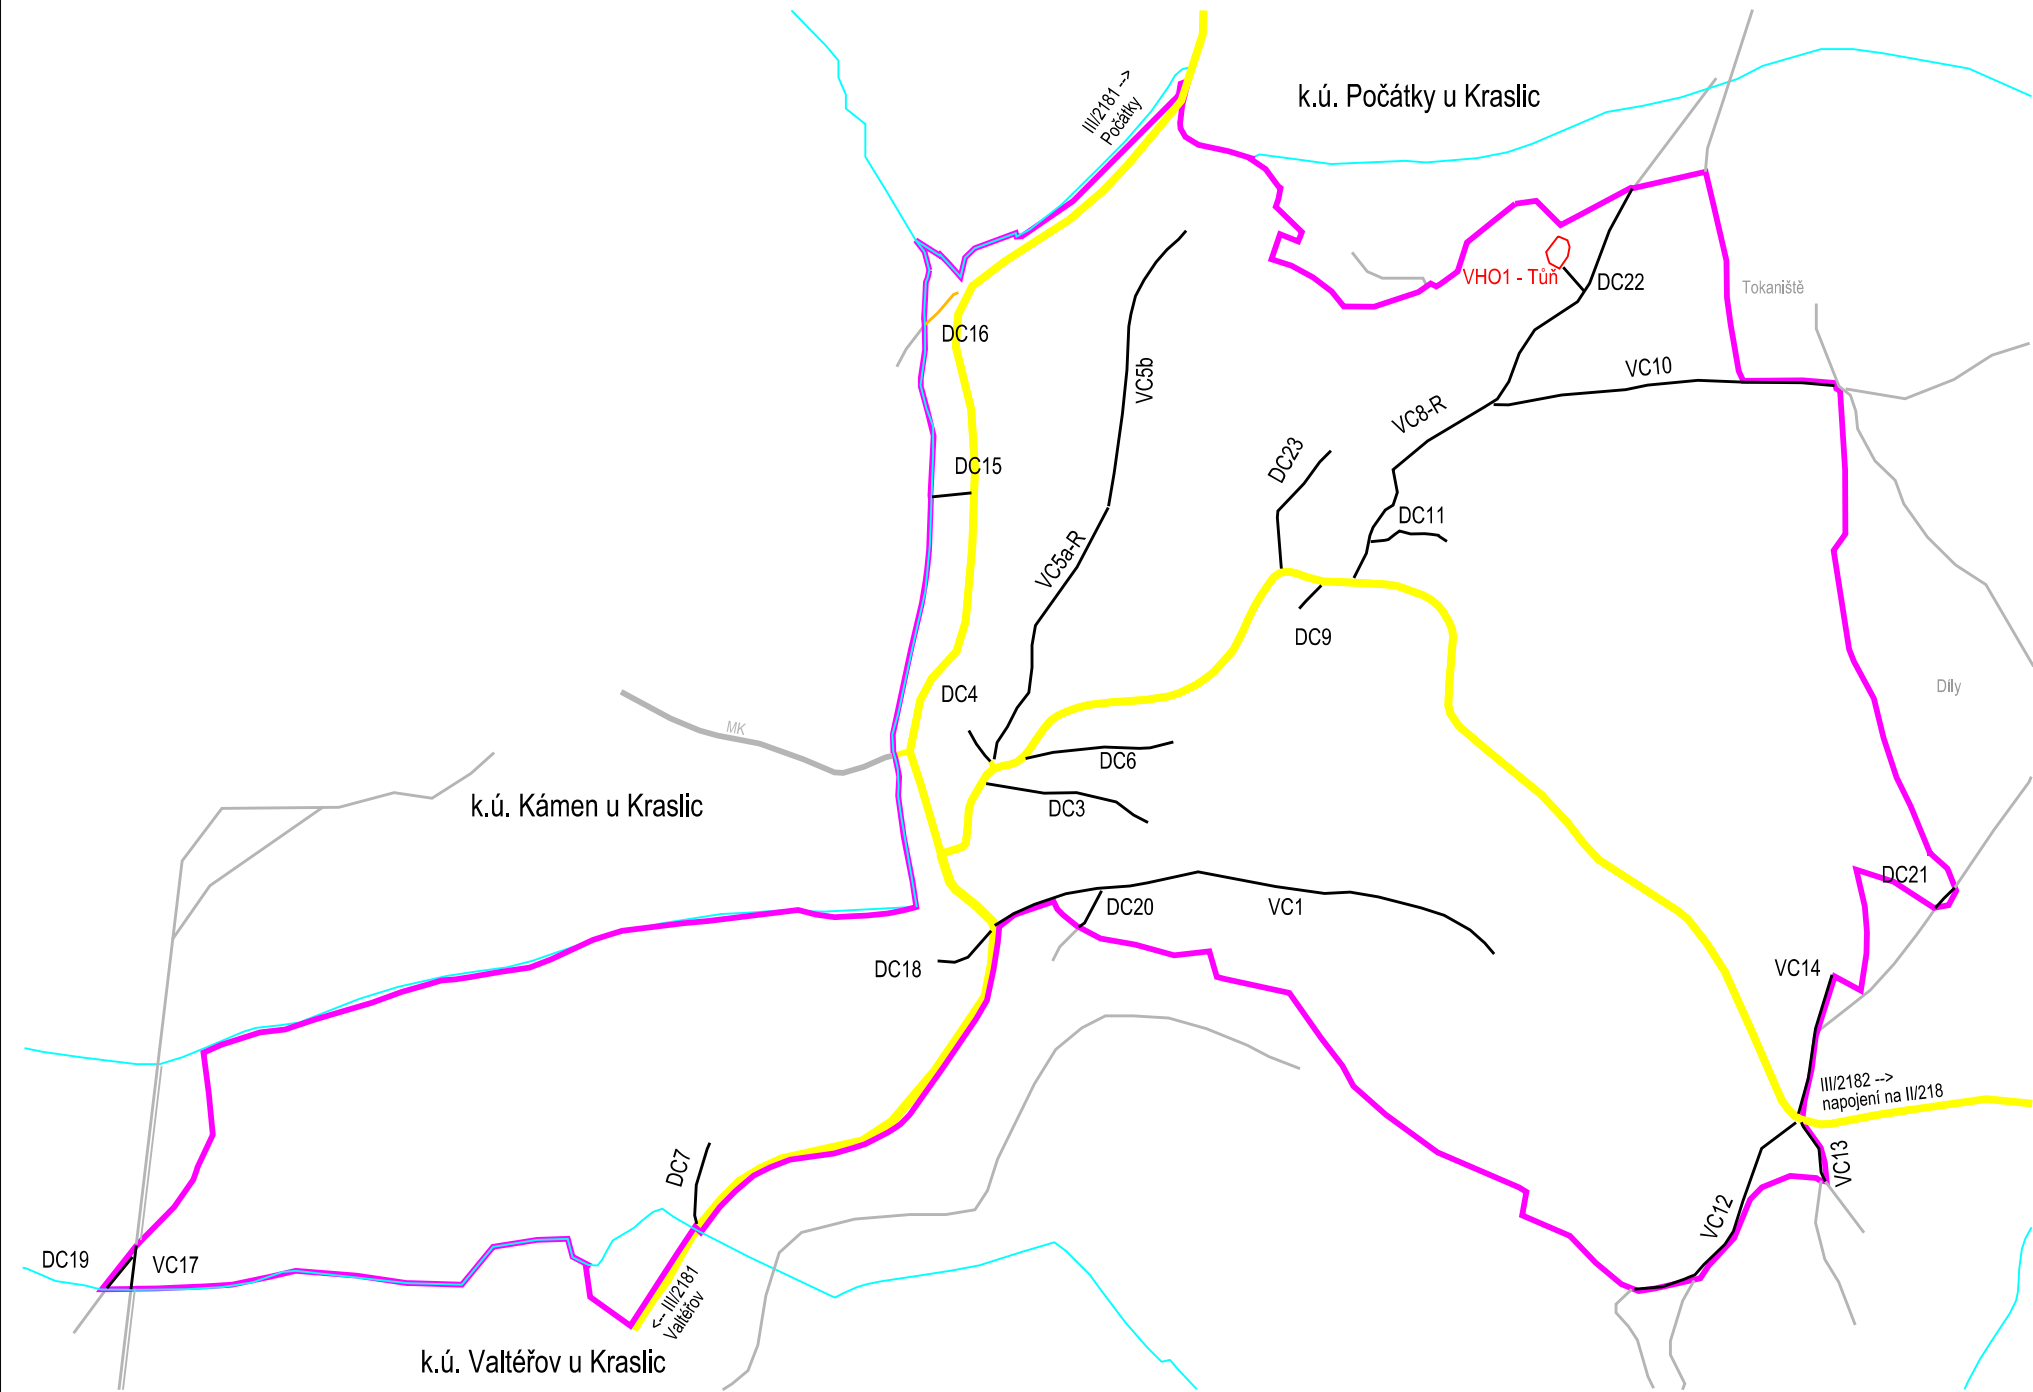 III/2181 -->
Počátky
k.ú. Počátky u Kraslic
VHO1 - Tůň
DC22
Tokaniště
DC16
VC5b
VC10
VC8-R
DC23
DC15
DC11
VC5a-R
DC9
DC4
Díly
MK
DC6
k.ú. Kámen u Kraslic
DC3
DC21
DC20
VC1
DC18
VC14
III/2182 -->
napojení na II/218
DC7
VC13
VC12
DC19
VC17
<-- III/2181
Valtéřov
k.ú. Valtéřov u Kraslic